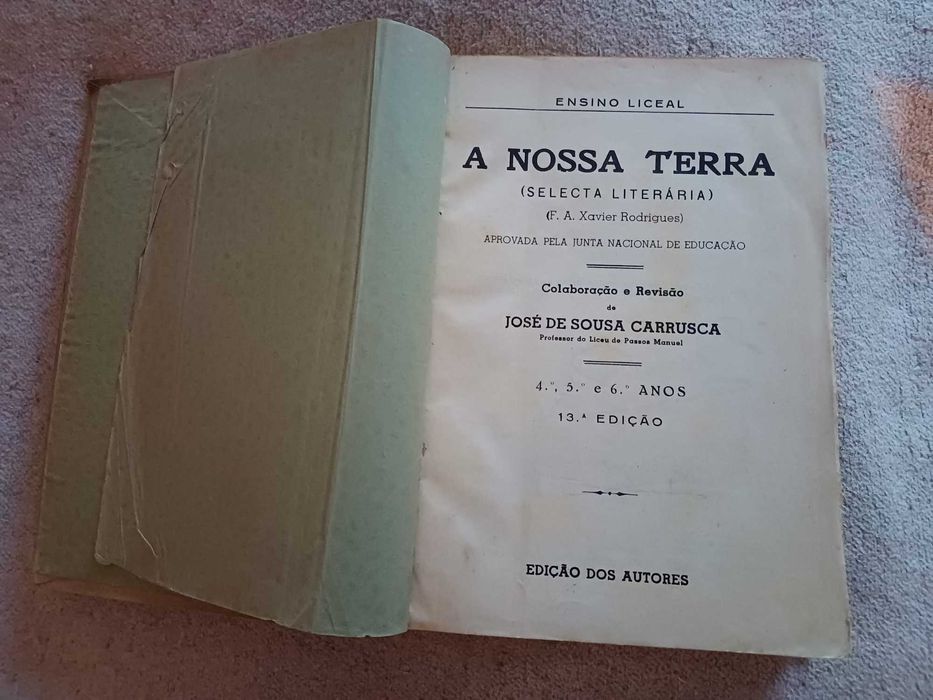 ENSINO LICEAL
A NOSSA TERRA
(SELECTA LITERÁRIA)
(F. A. Xavier Rodrigues)
APROVADA PELA JUNTA NACIONAL DE EDUCAÇÃO
Colaboração e Revisão
de
JOSÉ DE SOUSA CARRUSCA
Professor do Liceu de Passos Manuel
4.º, 5.º e 6.º ANOS
13.ª EDIÇÃO
EDIÇÃO DOS AUTORES